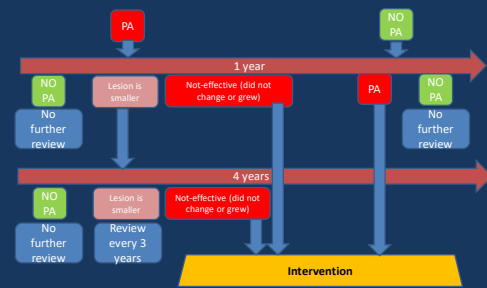 PA
NO
PA
1 year
NO
PA
Lesion is
smaller
Not-effective (did not
change or grew)
PA
NO
PA
No
further
review
No
further
review
4 years
NO
PA
Lesion is
smaller
Not-effective (did not
change or grew)
No
further
review
Review
every 3
years
Intervention